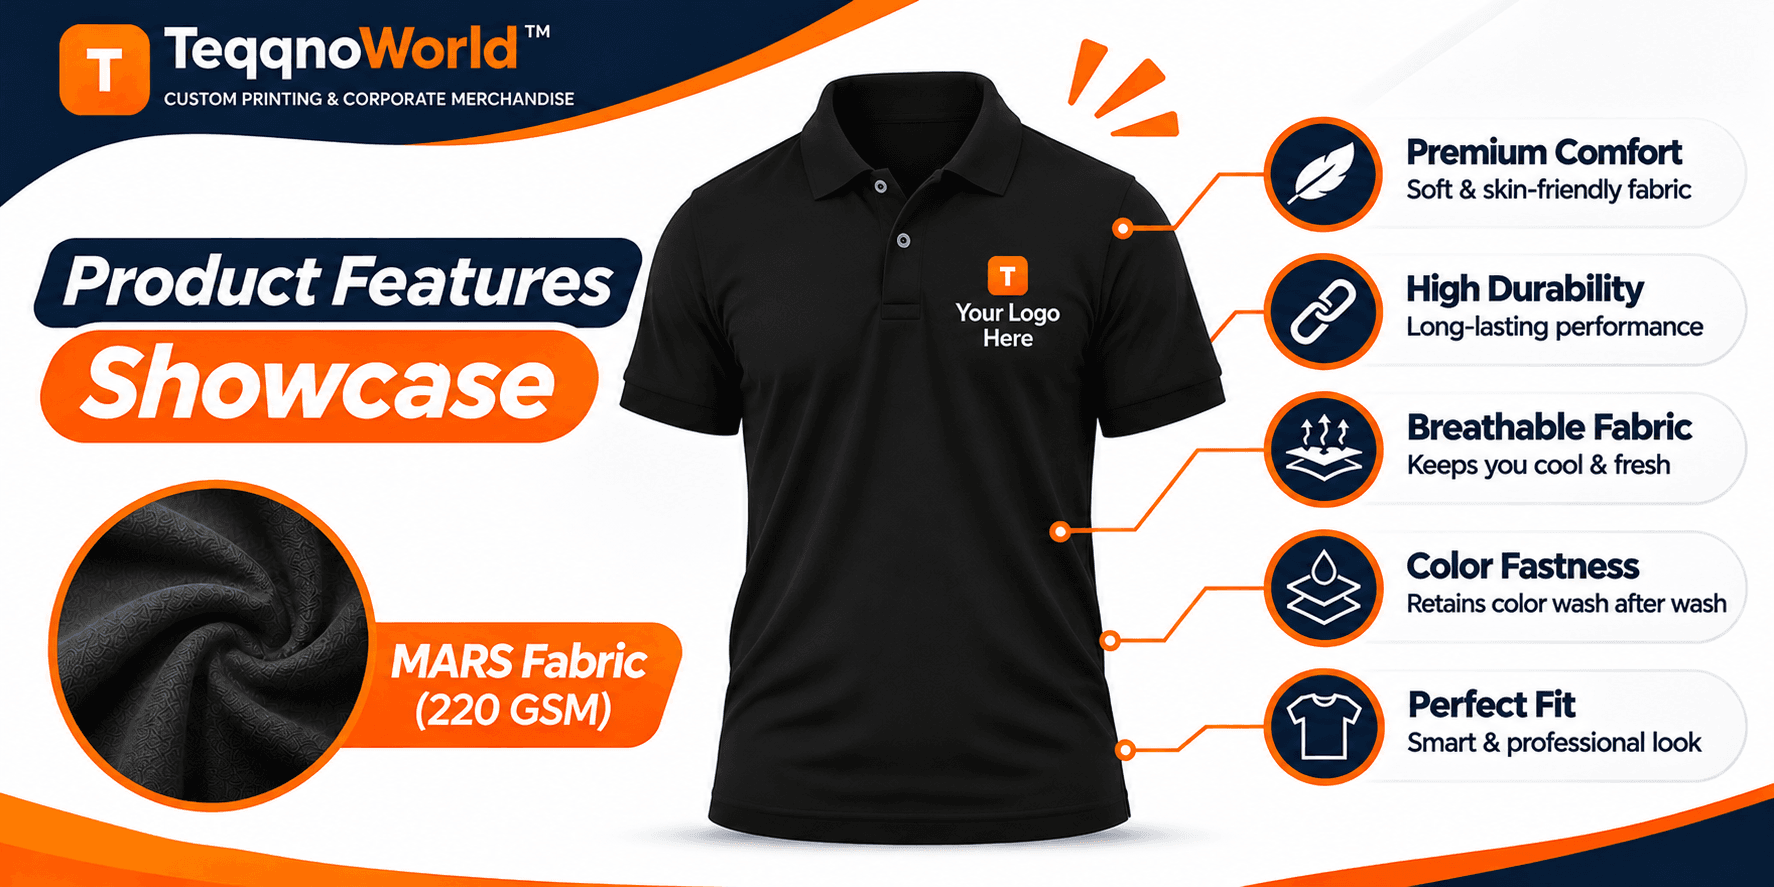 T
TeqqnoWorld™
CUSTOM PRINTING & CORPORATE MERCHANDISE
Product Features
Showcase
MARS Fabric
(220 GSM)
T
Your Logo
Here
Premium Comfort
Soft & skin-friendly fabric
High Durability
Long-lasting performance
Breathable Fabric
Keeps you cool & fresh
Color Fastness
Retains color wash after wash
Perfect Fit
Smart & professional look